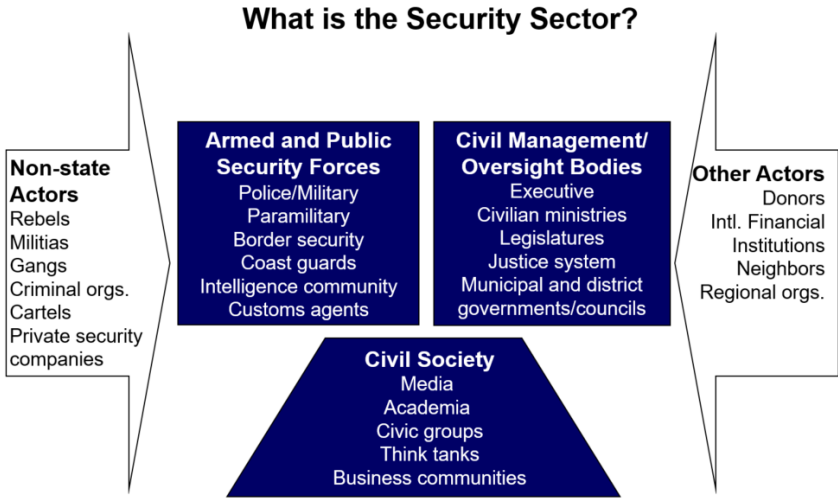 What is the Security Sector?
Non-state
Actors
Rebels
Militias
Gangs
Criminal orgs.
Cartels
Private security
companies
Armed and Public
Security Forces
Police/Military
Paramilitary
Border security
Coast guards
Intelligence community
Customs agents
Civil Management/
Oversight Bodies
Executive
Civilian ministries
Legislatures
Justice system
Municipal and district
governments/councils
Other Actors
Donors
Intl. Financial
Institutions
Neighbors
Regional orgs.
Civil Society
Media
Academia
Civic groups
Think tanks
Business communities